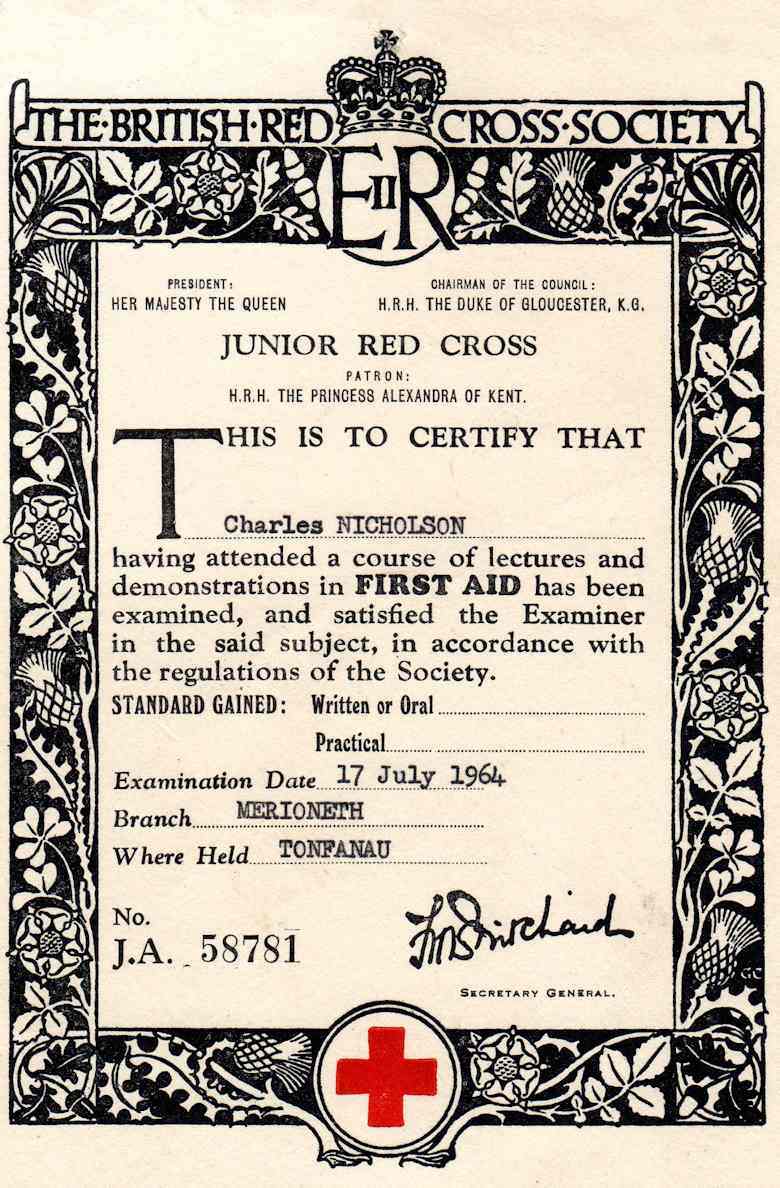 THE·BRITISH·RED CROSS·SOCIETY
E II R
PRESIDENT: CHAIRMAN OF THE COUNCIL:
HER MAJESTY THE QUEEN H.R.H. THE DUKE OF GLOUCESTER, K.G.
JUNIOR RED CROSS
PATRON:
H.R.H. THE PRINCESS ALEXANDRA OF KENT.
THIS IS TO CERTIFY THAT
Charles NICHOLSON
having attended a course of lectures and
demonstrations in FIRST AID has been
examined, and satisfied the Examiner
in the said subject, in accordance with
the regulations of the Society.
STANDARD GAINED: Written or Oral
Practical
Examination Date 17 July 1964
Branch MERIONETH
Where Held TONFANAU
No.
J.A. 58781
SECRETARY GENERAL.
GC